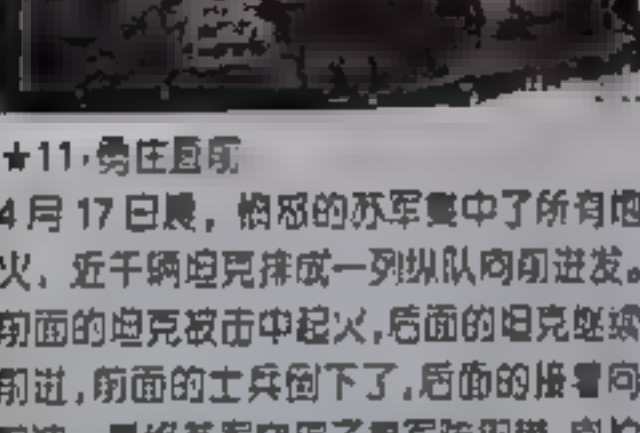 ★11.勇往直前
4月17日晨，愤怒的苏军集中了所有炮
火，近千辆坦克排成一列纵队向前进发。
前面的坦克被击中起火,后面的坦克继续
前进,前面的士兵倒下了,后面的接着向